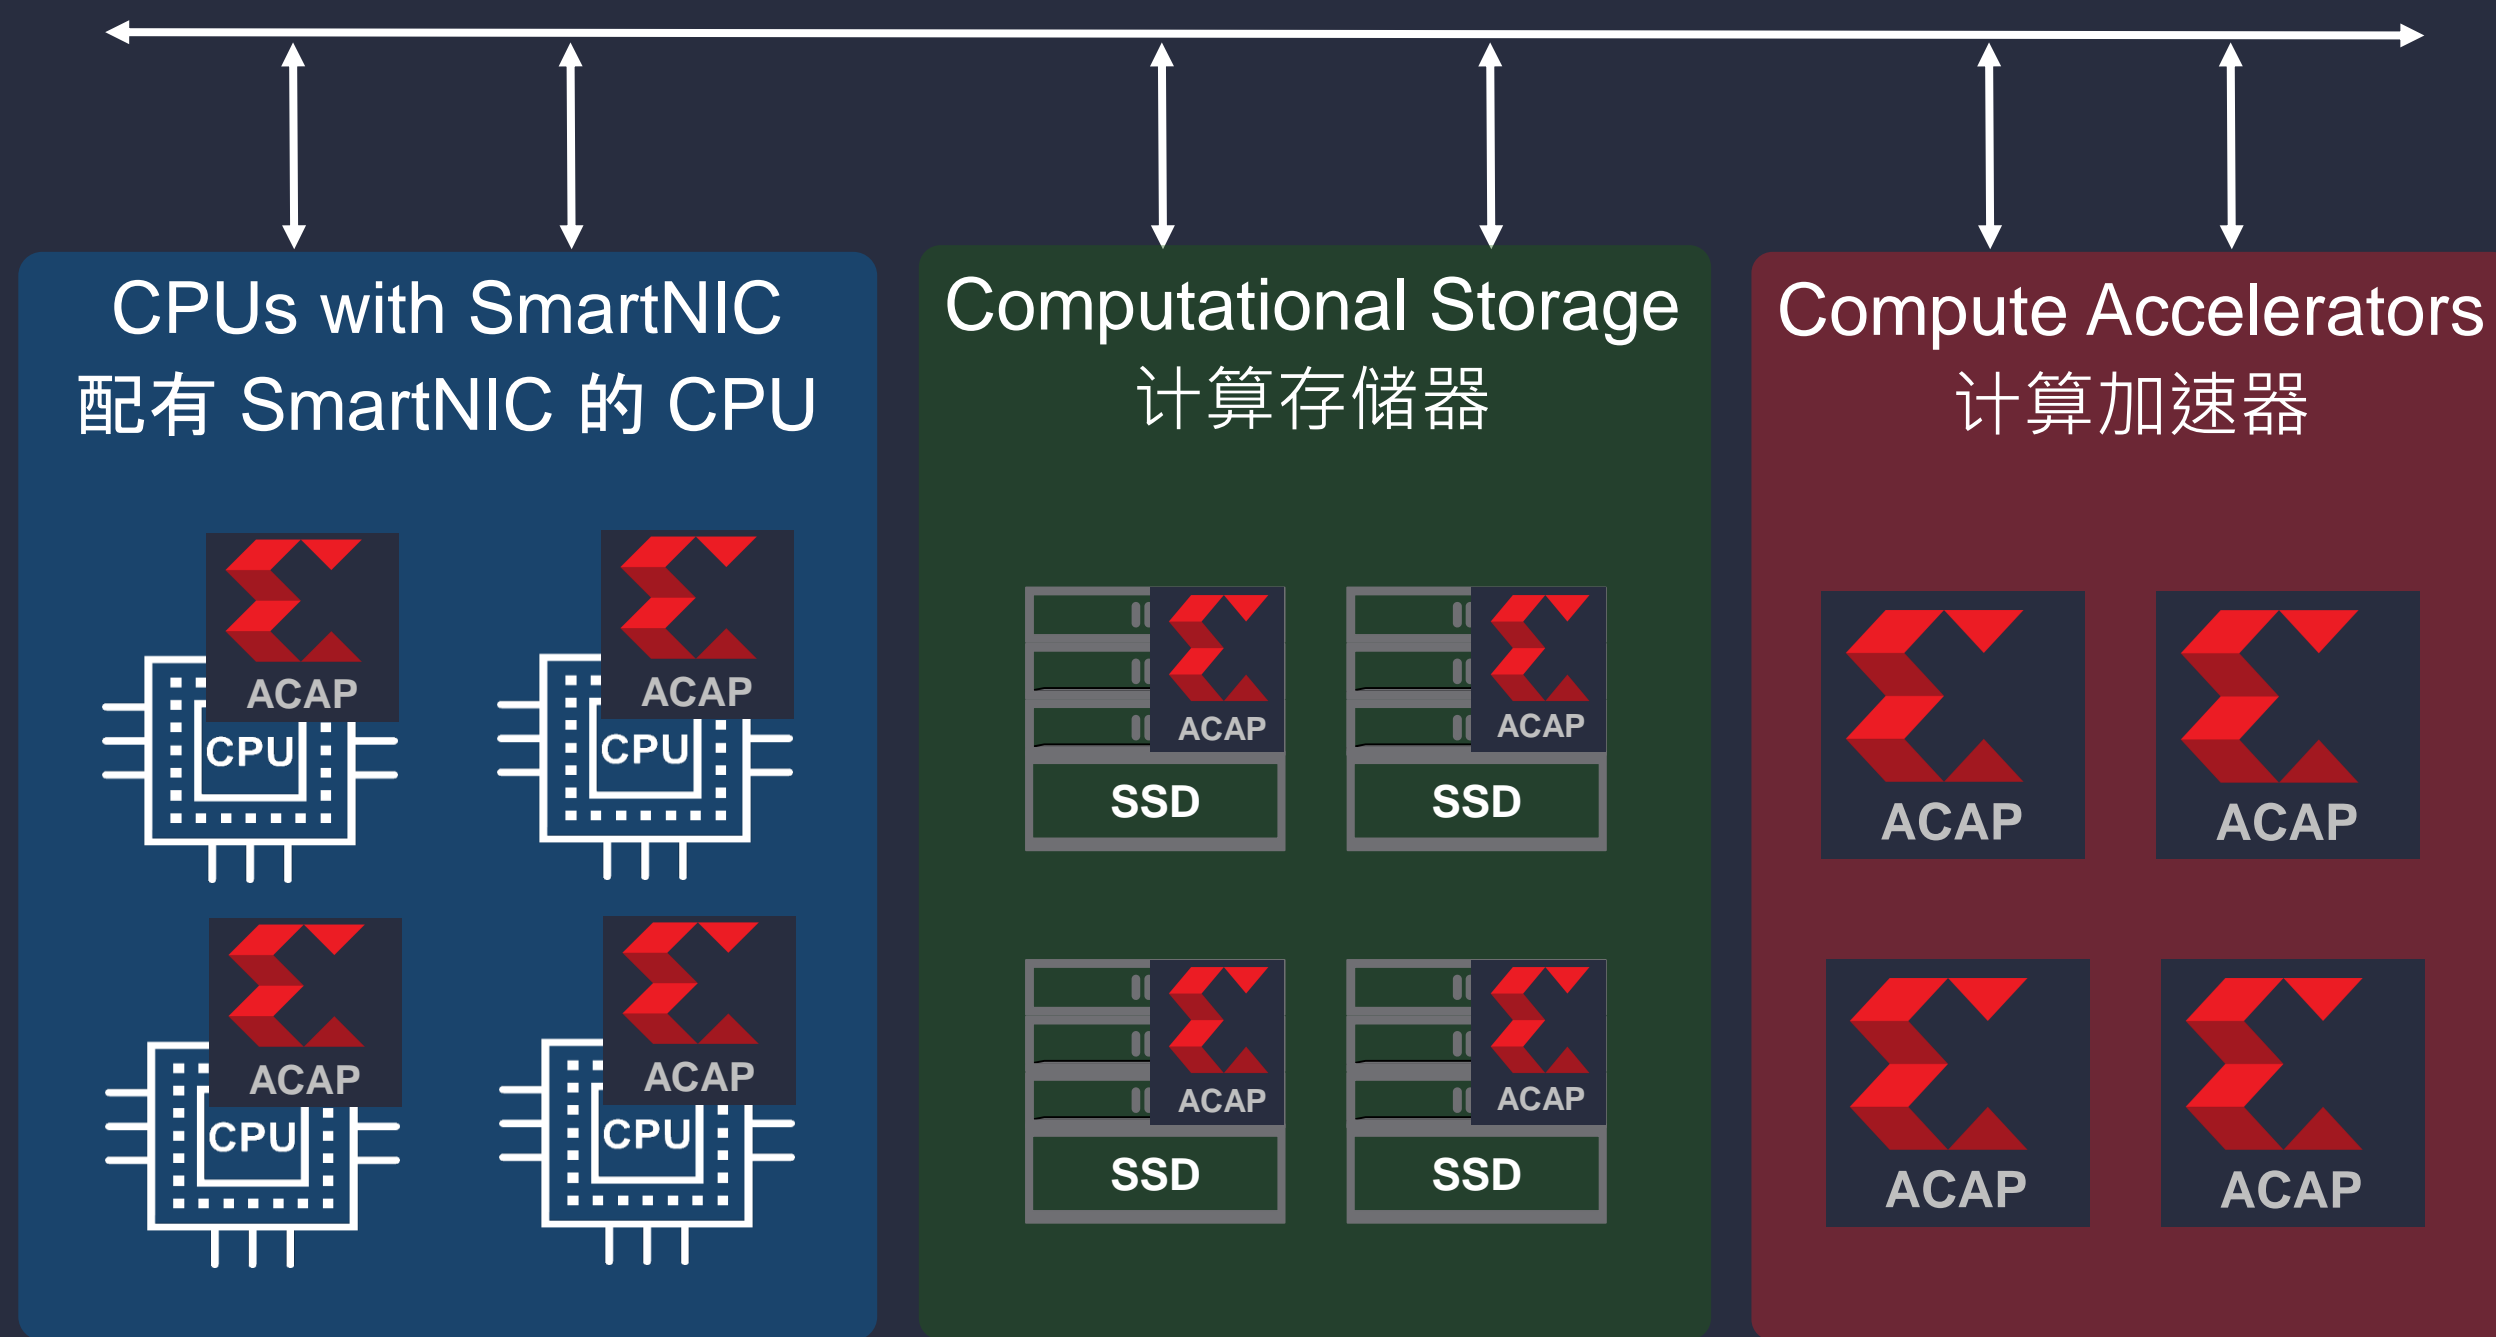 CPUs with SmartNIC
配有 SmartNIC 的 CPU
ACAP
CPU
ACAP
CPU
ACAP
CPU
ACAP
CPU
Computational Storage
计算存储器
ACAP
SSD
ACAP
SSD
ACAP
SSD
ACAP
SSD
Compute Accelerators
计算加速器
ACAP
ACAP
ACAP
ACAP